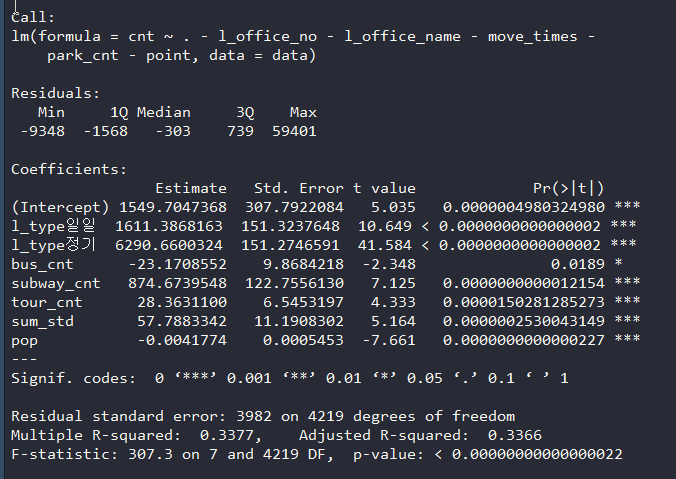 Call:
lm(formula = cnt ~ . - l_office_no - l_office_name - move_times -
    park_cnt - point, data = data)

Residuals:
   Min     1Q Median     3Q    Max
 -9348  -1568   -303    739  59401

Coefficients:
                Estimate   Std. Error t value             Pr(>|t|)
(Intercept) 1549.7047368  307.7922084   5.035   0.0000004980324980 ***
l_type일일   1611.3868163  151.3237648  10.649 < 0.0000000000000002 ***
l_type정기   6290.6600324  151.2746591  41.584 < 0.0000000000000002 ***
bus_cnt      -23.1708552    9.8684218  -2.348               0.0189 *
subway_cnt   874.6739548  122.7556130   7.125   0.0000000000012154 ***
tour_cnt      28.3631100    6.5453197   4.333   0.0000150281285273 ***
sum_std       57.7883342   11.1908302   5.164   0.0000002530043149 ***
pop           -0.0041774    0.0005453  -7.661   0.0000000000000227 ***
---
Signif. codes:  0 ‘***’ 0.001 ‘**’ 0.01 ‘*’ 0.05 ‘.’ 0.1 ‘ ’ 1

Residual standard error: 3982 on 4219 degrees of freedom
Multiple R-squared:  0.3377,    Adjusted R-squared:  0.3366
F-statistic: 307.3 on 7 and 4219 DF,  p-value: < 0.00000000000000022